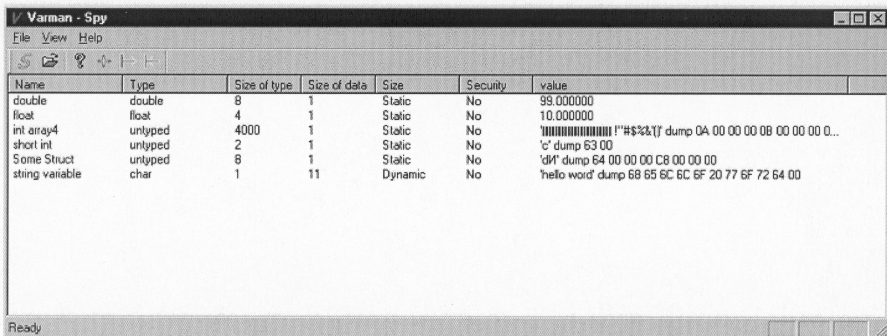 Varman - Spy
File View Help
Name Type Size of type Size of data Size Security value
double double 8 1 Static No 99.000000
float float 4 1 Static No 10.000000
int array4 untyped 4000 1 Static No !"#$%&'()' dump 0A 00 00 00 0B 00 00 00 0...
short int untyped 2 1 Static No 'c' dump 63 00
Some Struct untyped 8 1 Static No 'dИ' dump 64 00 00 00 C8 00 00 00
string variable char 1 11 Dynamic No 'hello word' dump 68 65 6C 6C 6F 20 77 6F 72 64 00
Ready